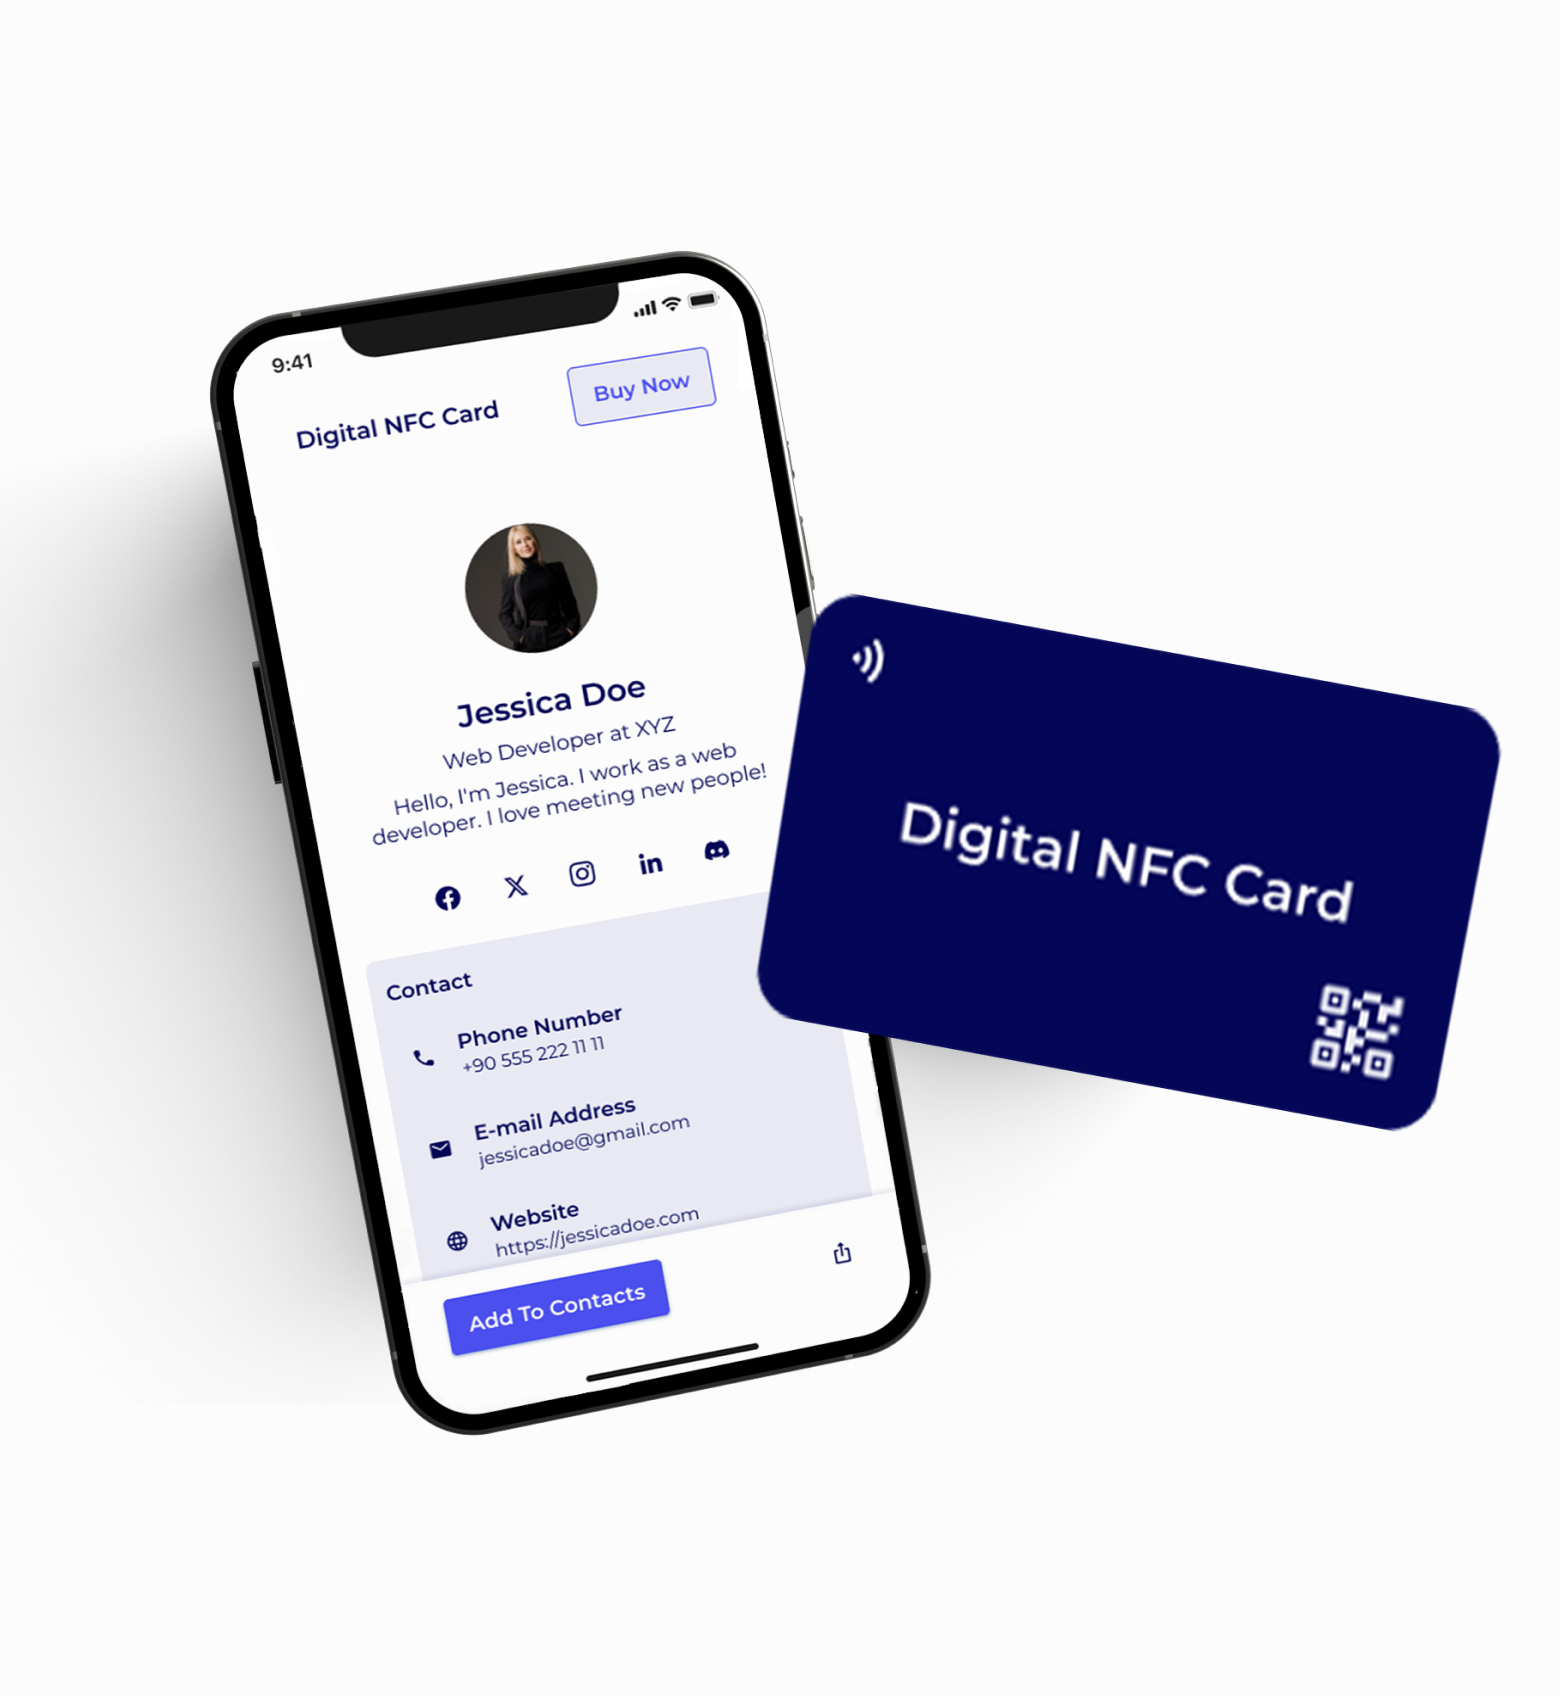 9:41
Digital NFC Card
Buy Now
Jessica Doe
Web Developer at XYZ
Hello, I'm Jessica. I work as a web
developer. I love meeting new people!
Contact
Phone Number
+90 555 222 11 11
E-mail Address
jessicadoe@gmail.com
Website
https://jessicadoe.com
Add To Contacts
Digital NFC Card